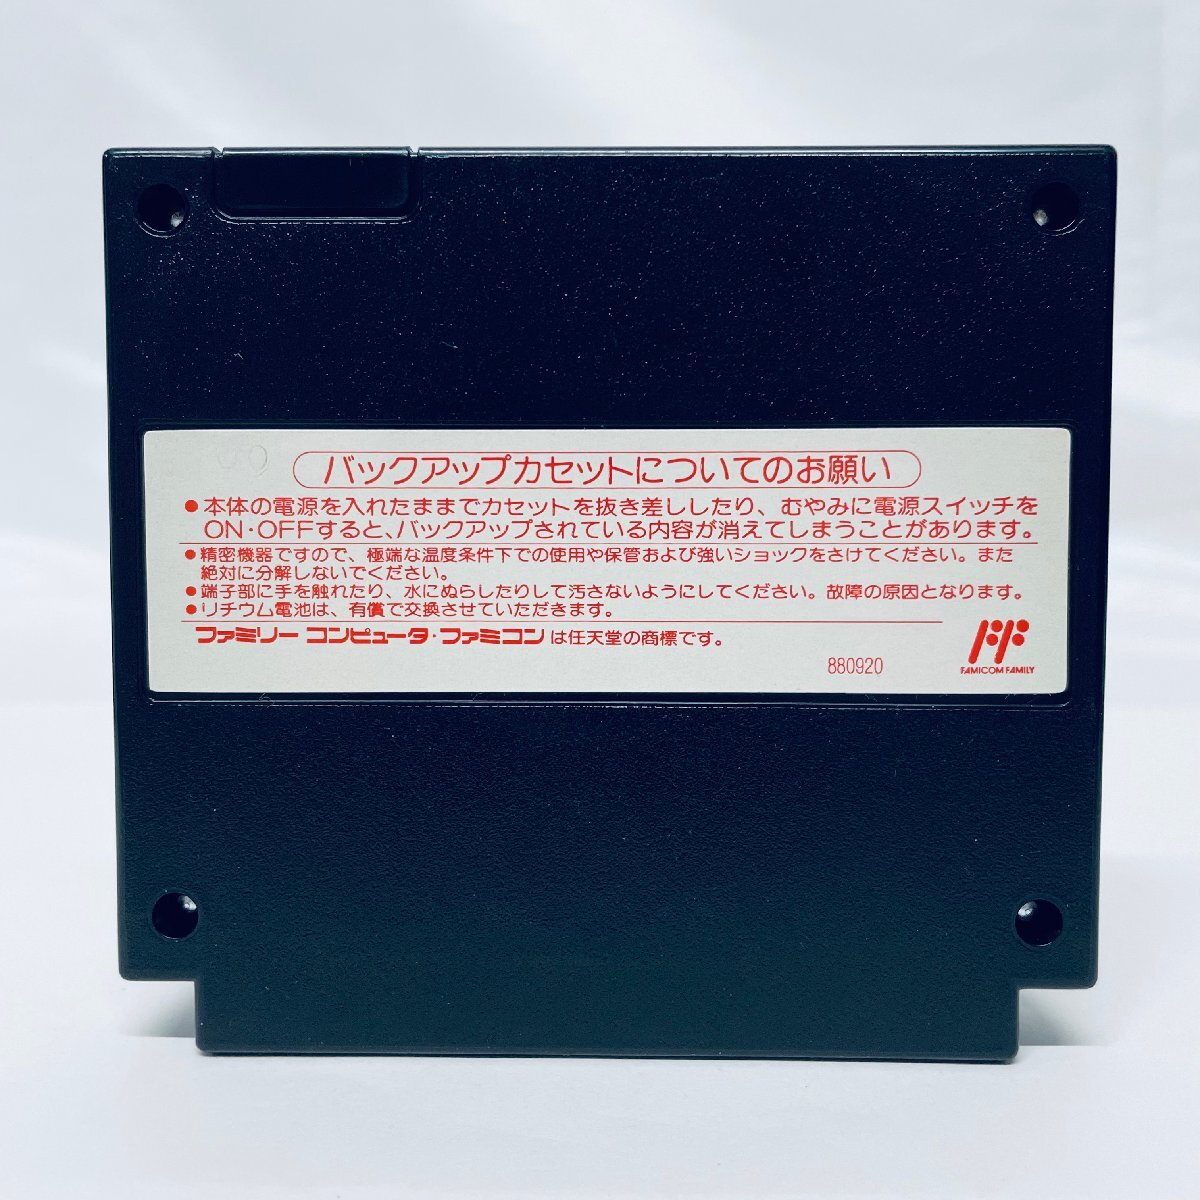 バックアップカセットについてのお願い
●本体の電源を入れたままでカセットを抜き差ししたり、むやみに電源スイッチを
ON・OFFすると、バックアップされている内容が消えてしまうことがあります。
●精密機器ですので、極端な温度条件下での使用や保管および強いショックをさけてください。また
絶対に分解しないでください。
●端子部に手を触れたり、水にぬらしたりして汚さないようにしてください。故障の原因となります。
●リチウム電池は、有償で交換させていただきます。
ファミリーコンピュータ・ファミコンは任天堂の商標です。
880920
FAMICOM FAMILY